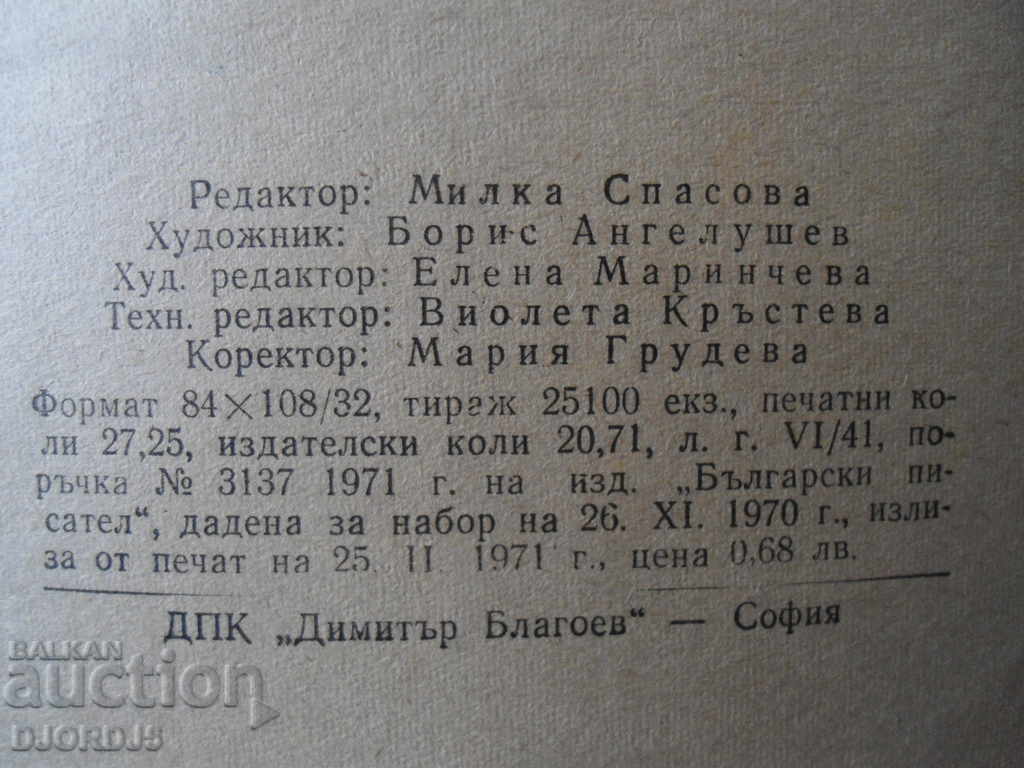 Редактор: Милка Спасова
Художник: Борис Ангелушев
Худ. редактор: Елена Маринчева
Техн. редактор: Виолета Кръстева
Коректор: Мария Грудева
Формат 84×108/32, тираж 25100 екз., печатни ко-
ли 27,25, издателски коли 20,71, л. г. VI/41, по-
ръчка № 3137 1971 г. на изд. „Български пи-
сател“, дадена за набор на 26. XI. 1970 г., изли-
за от печат на 25. II 1971 г., цена 0,68 лв.
ДПК „Димитър Благоев“ — София
BALKAN
auction
DJORDJ5